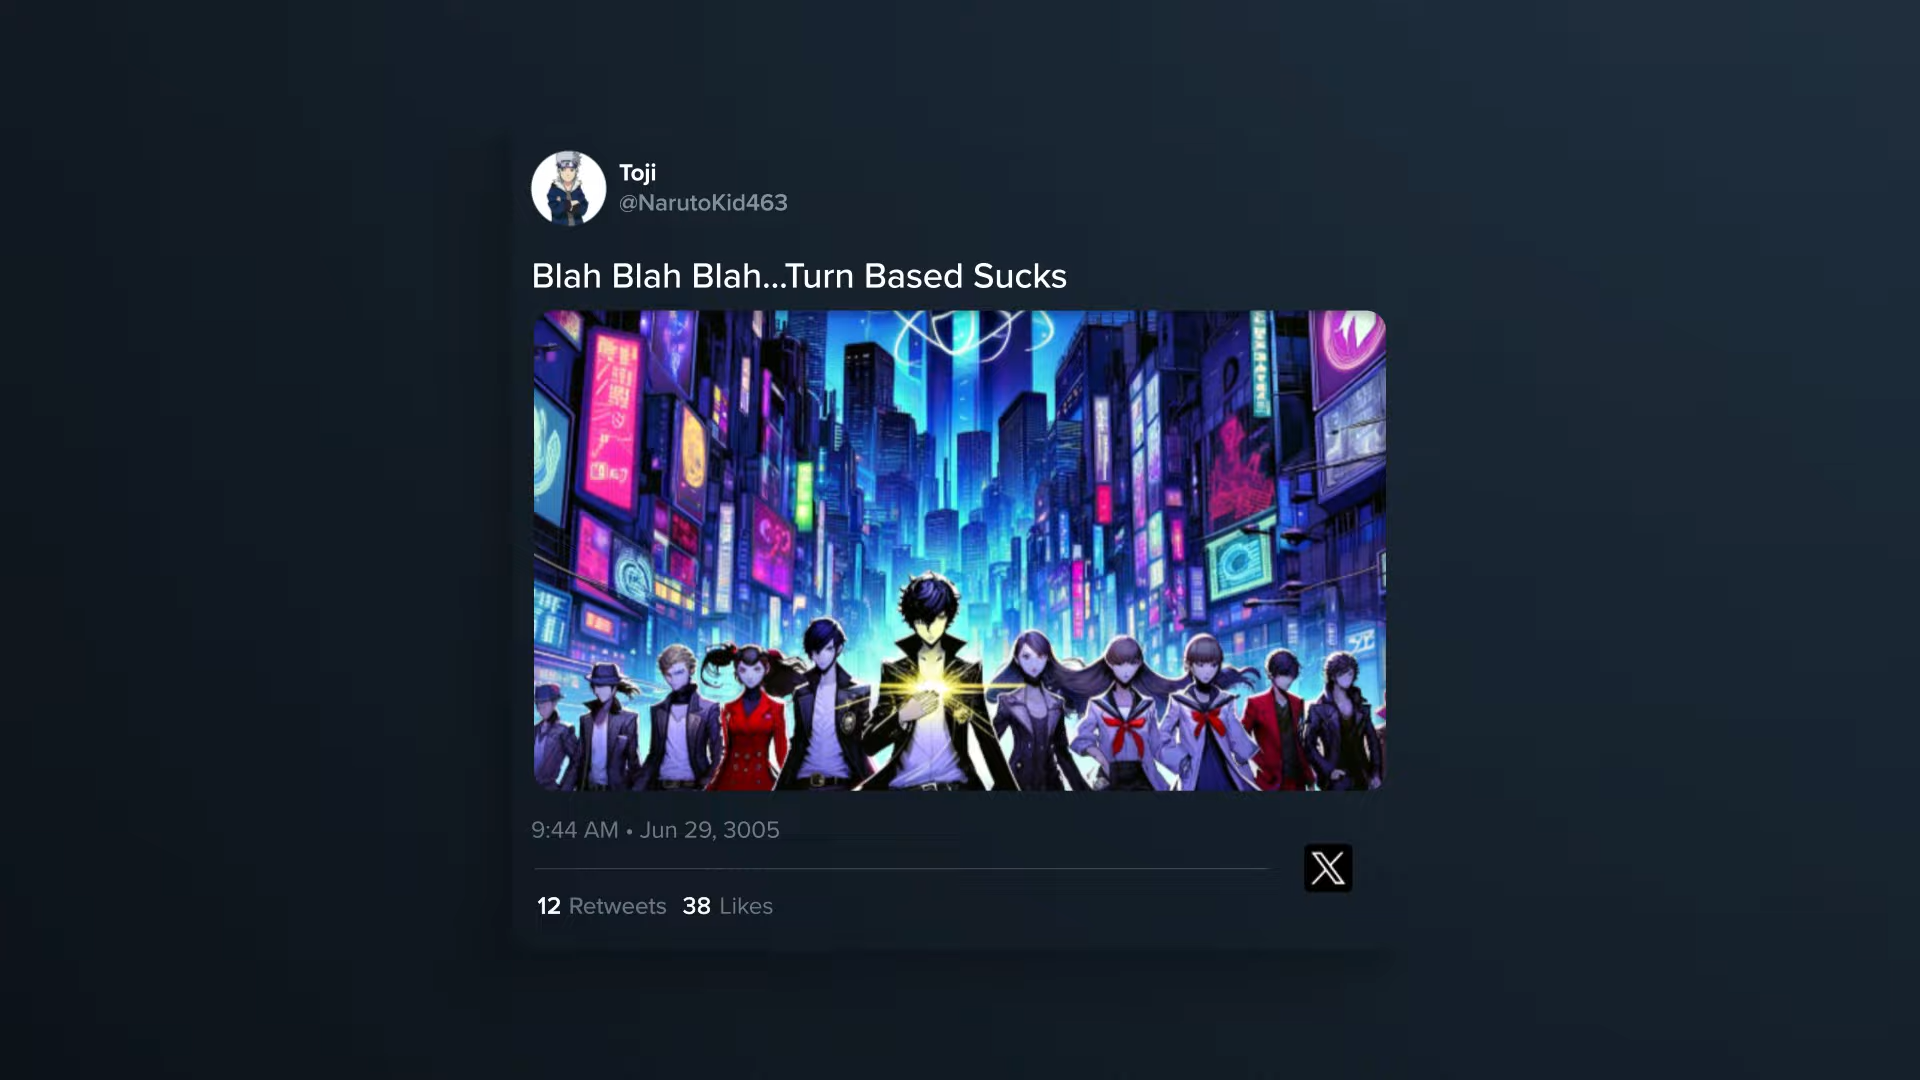 Toji
@NarutoKid463
Blah Blah Blah...Turn Based Sucks
9:44 AM • Jun 29, 3005
12 Retweets 38 Likes